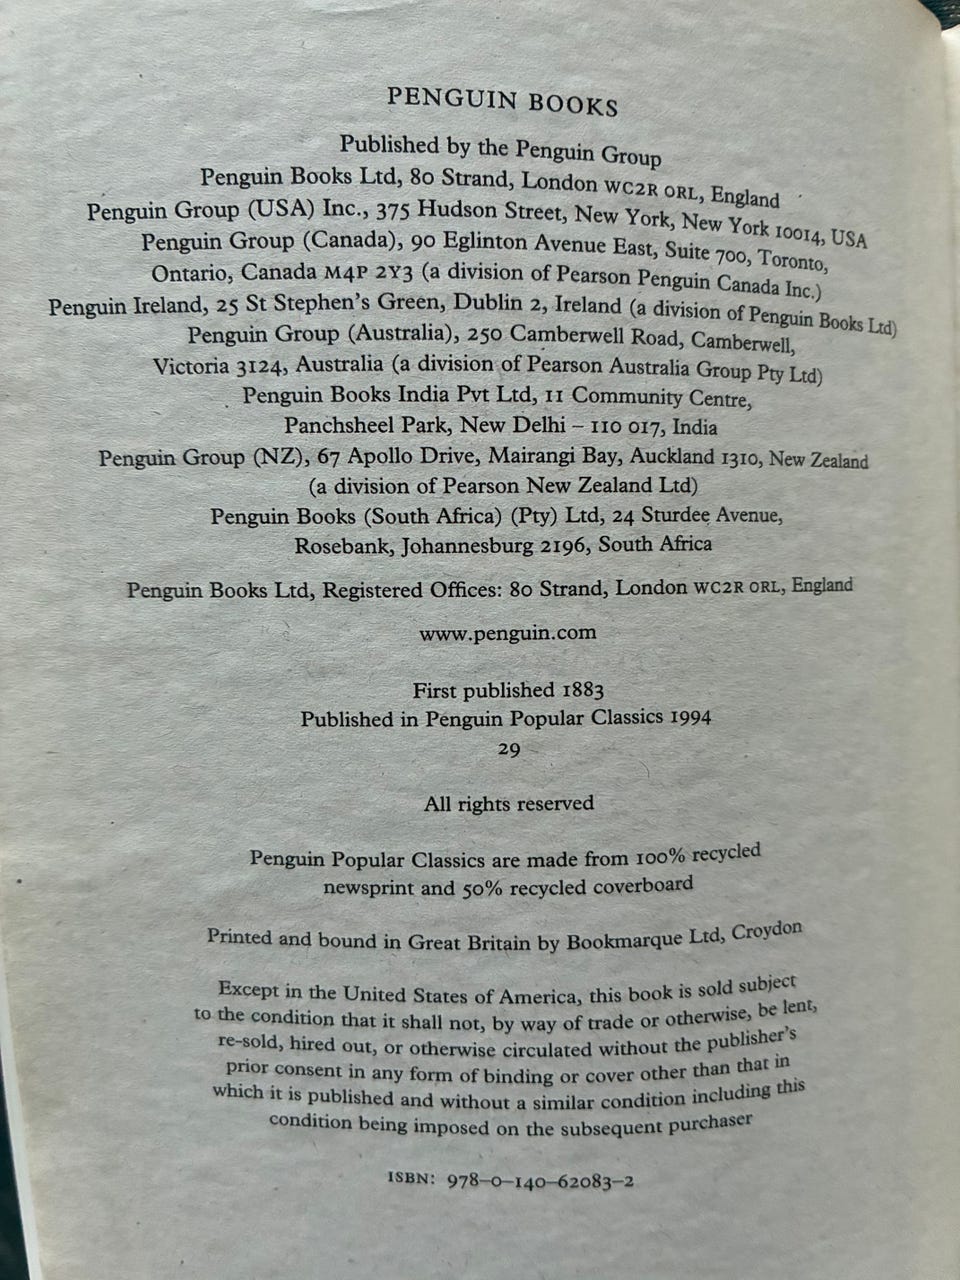 PENGUIN BOOKS
Published by the Penguin Group
Penguin Books Ltd, 80 Strand, London WC2R ORL, England
Penguin Group (USA) Inc., 375 Hudson Street, New York, New York 10014, USA
Penguin Group (Canada), 90 Eglinton Avenue East, Suite 700, Toronto,
Ontario, Canada M4P 2Y3 (a division of Pearson Penguin Canada Inc.)
Penguin Ireland, 25 St Stephen's Green, Dublin 2, Ireland (a division of Penguin Books Ltd)
Penguin Group (Australia), 250 Camberwell Road, Camberwell,
Victoria 3124, Australia (a division of Pearson Australia Group Pty Ltd)
Penguin Books India Pvt Ltd, 11 Community Centre,
Panchsheel Park, New Delhi – 110 017, India
Penguin Group (NZ), 67 Apollo Drive, Mairangi Bay, Auckland 1310, New Zealand
(a division of Pearson New Zealand Ltd)
Penguin Books (South Africa) (Pty) Ltd, 24 Sturdee Avenue,
Rosebank, Johannesburg 2196, South Africa
Penguin Books Ltd, Registered Offices: 80 Strand, London WC2R ORL, England
www.penguin.com
First published 1883
Published in Penguin Popular Classics 1994
29
All rights reserved
Penguin Popular Classics are made from 100% recycled
newsprint and 50% recycled coverboard
Printed and bound in Great Britain by Bookmarque Ltd, Croydon
Except in the United States of America, this book is sold subject
to the condition that it shall not, by way of trade or otherwise, be lent,
re-sold, hired out, or otherwise circulated without the publisher's
prior consent in any form of binding or cover other than that in
which it is published and without a similar condition including this
condition being imposed on the subsequent purchaser
ISBN: 978–0–140–62083–2